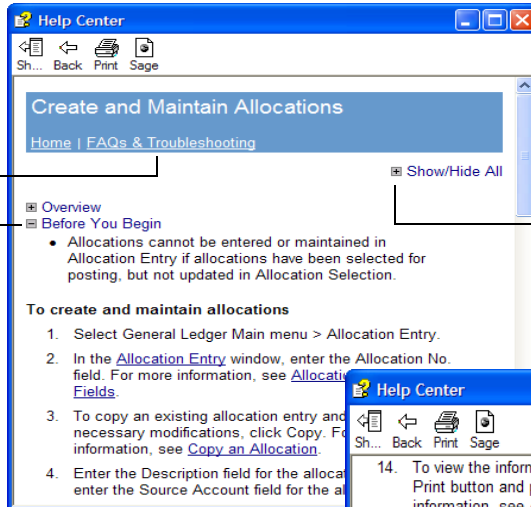 Help Center
Sh... Back Print Sage
Create and Maintain Allocations
Home | FAQs & Troubleshooting
Show/Hide All
Overview
Before You Begin
• Allocations cannot be entered or maintained in
Allocation Entry if allocations have been selected for
posting, but not updated in Allocation Selection.
To create and maintain allocations
1. Select General Ledger Main menu > Allocation Entry.
2. In the Allocation Entry window, enter the Allocation No.
field. For more information, see
Fields.
3. To copy an existing allocation entry and
necessary modifications, click Copy.
information, see Copy an Allocation.
4. Enter the Description field for the
enter the Source Account field for the
Help Center
Sh... Back Print Sage
14. To view the
Print button and
information, see